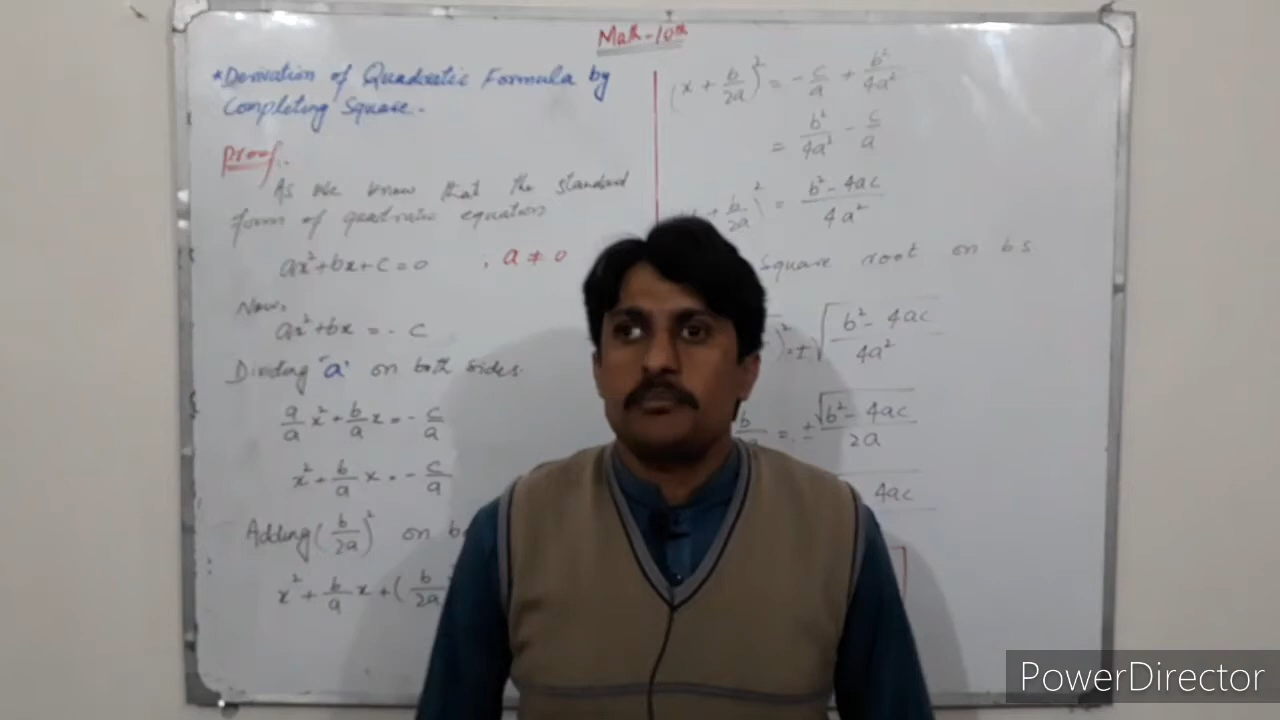 Math-10th
*Derivation of Quadratic Formula by
Completing Square.
Proof.
As we know that the standard
form of quadratic equation
ax²+bx+c=0 , a ≠ 0
Now,
ax²+bx = - c
Dividing "a" on both sides.
a/a x² + b/a x = - c/a
x² + b/a x = - c/a
Adding (b/2a)² on
x² + b/a x + (b/2a
(x + b/2a)² = - c/a + b²/4a²
= b²/4a² - c/a
+ b/2a)² = b² - 4ac/4a²
Square root on b.s
)² = ± √b² - 4ac/4a²
b = ± √b² - 4ac/2a
4ac
PowerDirector